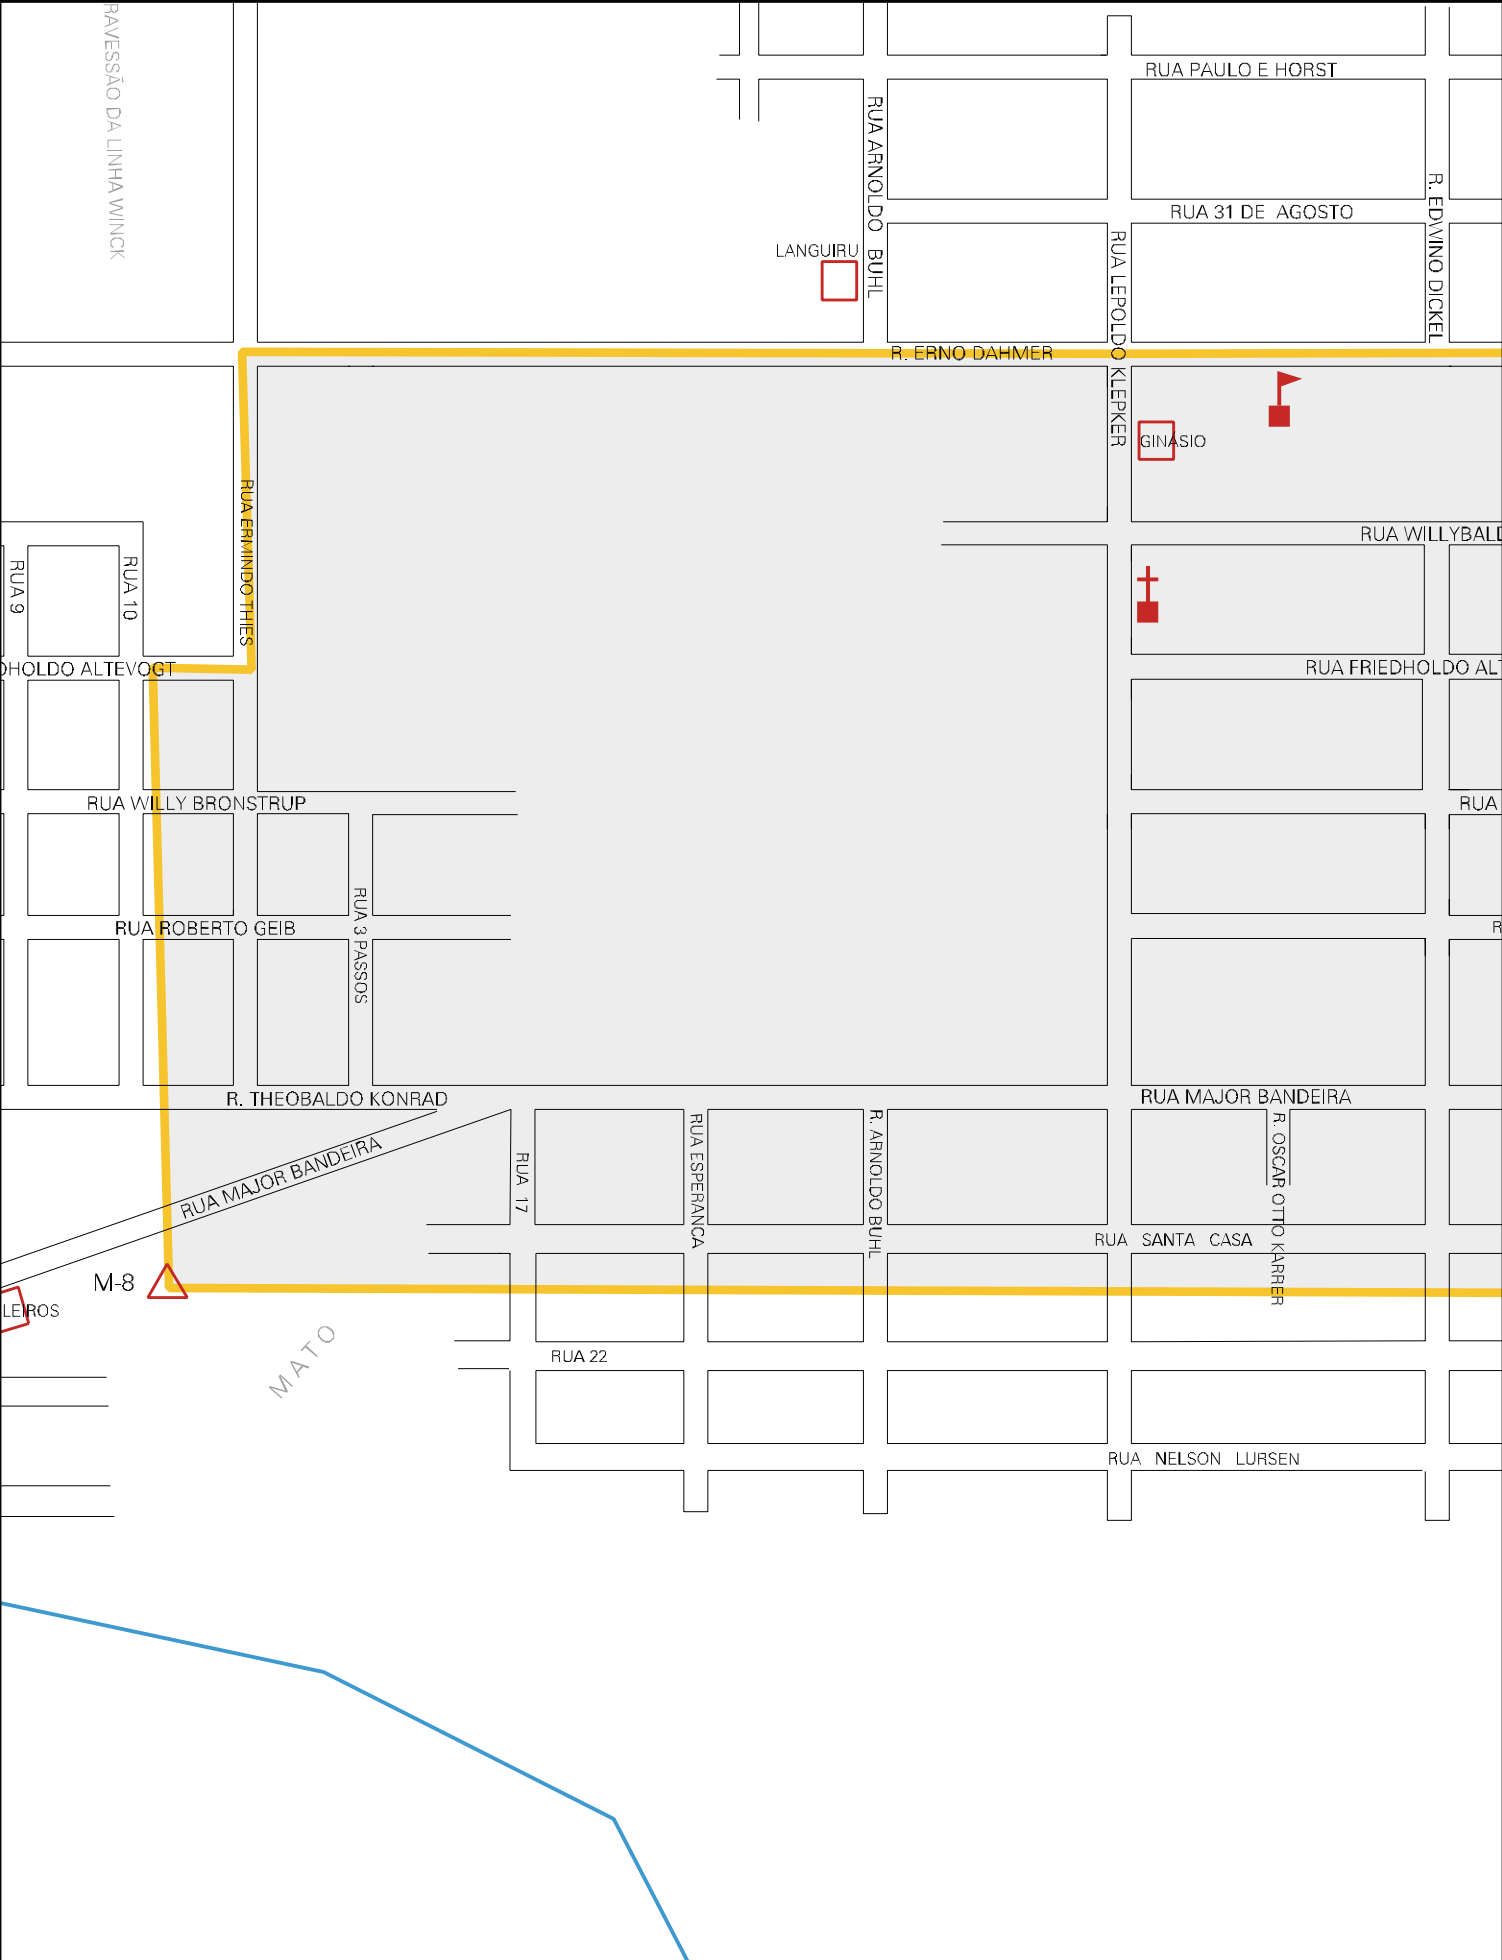 RAVESSÃO DA LINHA WINCK
RUA PAULO E HORST
RUA ARNOLDO BUHL
R. EDWINO DICKEL
RUA 31 DE AGOSTO
LANGUIRU
RUA LEPOLDO KLEPKER
R. ERNO DAHMER
GINÁSIO
RUA ERMINDO THIES
RUA WILLYBALD
RUA 9
RUA 10
DHOLDO ALTEVOGT
RUA FRIEDHOLDO ALT
RUA WILLY BRONSTRUP
RUA
RUA 3 PASSOS
RUA ROBERTO GEIB
R
R. THEOBALDO KONRAD
RUA MAJOR BANDEIRA
RUA MAJOR BANDEIRA
RUA 17
RUA ESPERANCA
R. ARNOLDO BUHL
R. OSCAR OTTO KARRER
RUA SANTA CASA
M-8
LEIROS
MATO
RUA 22
RUA NELSON LURSEN